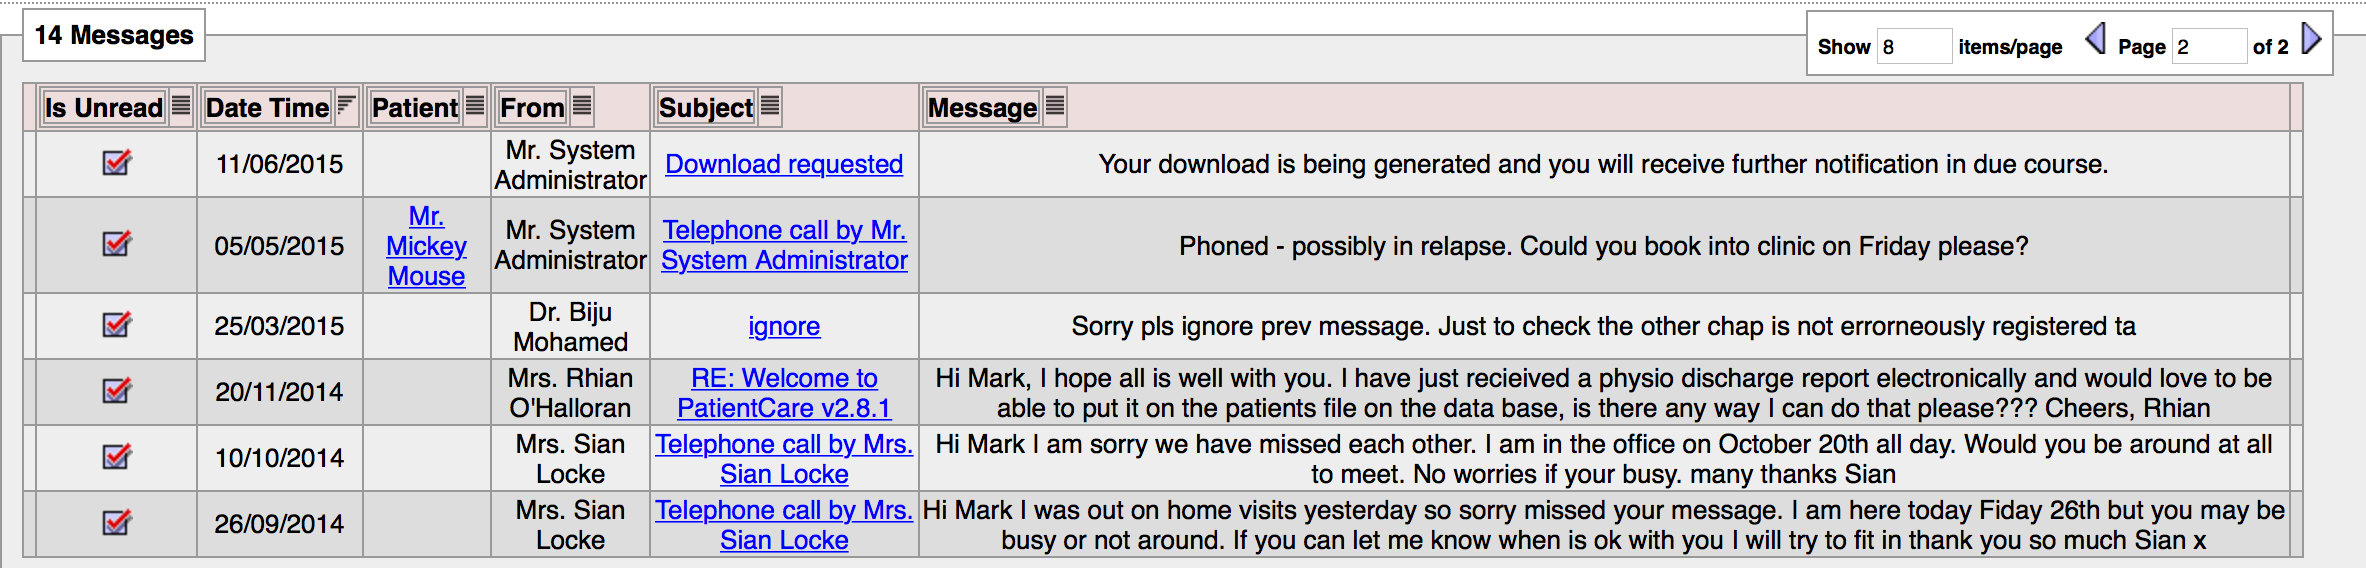 14 Messages
Show 8 items/page Page 2 of 2
Is Unread Date Time Patient From Subject Message
11/06/2015
Mr. System
Administrator
Download requested
Your download is being generated and you will receive further notification in due course.
05/05/2015
Mr.
Mickey
Mouse
Mr. System
Administrator
Telephone call by Mr.
System Administrator
Phoned - possibly in relapse. Could you book into clinic on Friday please?
25/03/2015
Dr. Biju
Mohamed
ignore
Sorry pls ignore prev message. Just to check the other chap is not errorneously registered ta
20/11/2014
Mrs. Rhian
O'Halloran
RE: Welcome to
PatientCare v2.8.1
Hi Mark, I hope all is well with you. I have just recieived a physio discharge report electronically and would love to be
able to put it on the patients file on the data base, is there any way I can do that please??? Cheers, Rhian
10/10/2014
Mrs. Sian
Locke
Telephone call by Mrs.
Sian Locke
Hi Mark I am sorry we have missed each other. I am in the office on October 20th all day. Would you be around at all
to meet. No worries if your busy. many thanks Sian
26/09/2014
Mrs. Sian
Locke
Telephone call by Mrs.
Sian Locke
Hi Mark I was out on home visits yesterday so sorry missed your message. I am here today Fiday 26th but you may be
busy or not around. If you can let me know when is ok with you I will try to fit in thank you so much Sian x